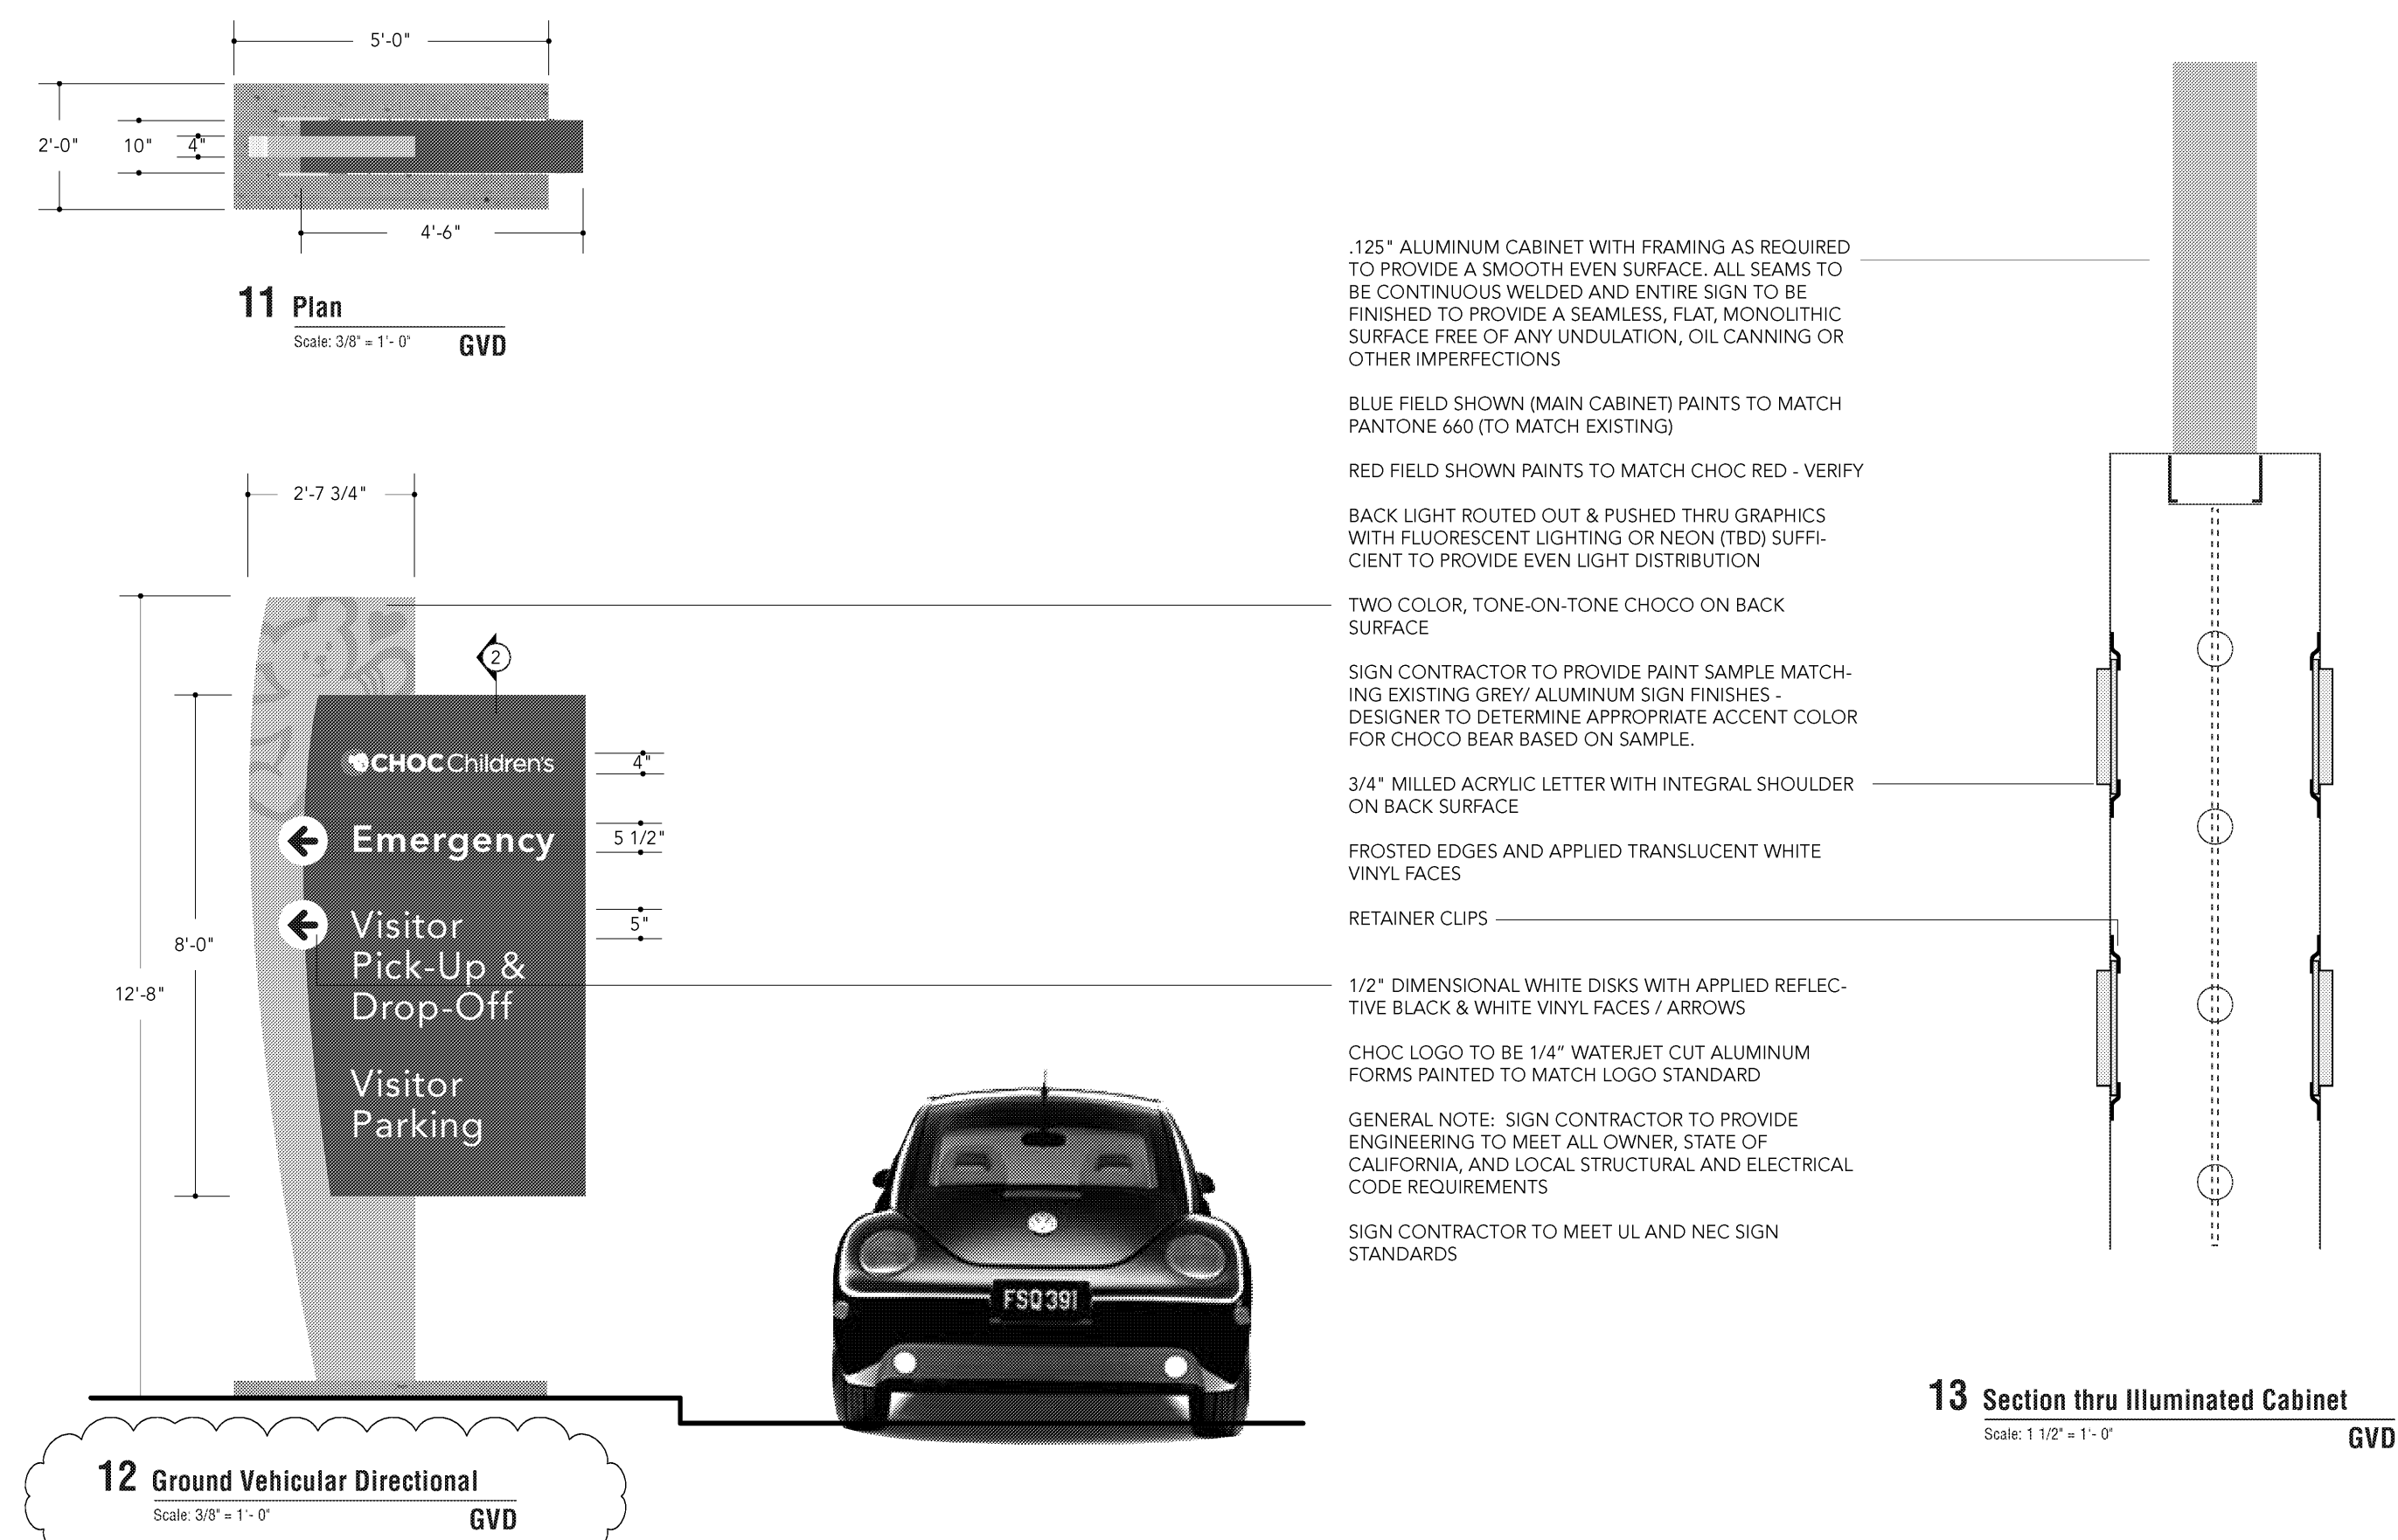 5'-0"
2'-0"
10"
4"
4'-6"
11 Plan
Scale: 3/8" = 1'- 0"
GVD
2'-7 3/4"
2
12'-8"
8'-0"
CHOC Children's
4"
Emergency
5 1/2"
Visitor
Pick-Up &
Drop-Off
5"
Visitor
Parking
FSQ 391
12 Ground Vehicular Directional
Scale: 3/8" = 1'- 0"
GVD
.125" ALUMINUM CABINET WITH FRAMING AS REQUIRED
TO PROVIDE A SMOOTH EVEN SURFACE. ALL SEAMS TO
BE CONTINUOUS WELDED AND ENTIRE SIGN TO BE
FINISHED TO PROVIDE A SEAMLESS, FLAT, MONOLITHIC
SURFACE FREE OF ANY UNDULATION, OIL CANNING OR
OTHER IMPERFECTIONS
BLUE FIELD SHOWN (MAIN CABINET) PAINTS TO MATCH
PANTONE 660 (TO MATCH EXISTING)
RED FIELD SHOWN PAINTS TO MATCH CHOC RED - VERIFY
BACK LIGHT ROUTED OUT & PUSHED THRU GRAPHICS
WITH FLUORESCENT LIGHTING OR NEON (TBD) SUFFI-
CIENT TO PROVIDE EVEN LIGHT DISTRIBUTION
TWO COLOR, TONE-ON-TONE CHOCO ON BACK
SURFACE
SIGN CONTRACTOR TO PROVIDE PAINT SAMPLE MATCH-
ING EXISTING GREY/ ALUMINUM SIGN FINISHES -
DESIGNER TO DETERMINE APPROPRIATE ACCENT COLOR
FOR CHOCO BEAR BASED ON SAMPLE.
3/4" MILLED ACRYLIC LETTER WITH INTEGRAL SHOULDER
ON BACK SURFACE
FROSTED EDGES AND APPLIED TRANSLUCENT WHITE
VINYL FACES
RETAINER CLIPS
1/2" DIMENSIONAL WHITE DISKS WITH APPLIED REFLEC-
TIVE BLACK & WHITE VINYL FACES / ARROWS
CHOC LOGO TO BE 1/4” WATERJET CUT ALUMINUM
FORMS PAINTED TO MATCH LOGO STANDARD
GENERAL NOTE: SIGN CONTRACTOR TO PROVIDE
ENGINEERING TO MEET ALL OWNER, STATE OF
CALIFORNIA, AND LOCAL STRUCTURAL AND ELECTRICAL
CODE REQUIREMENTS
SIGN CONTRACTOR TO MEET UL AND NEC SIGN
STANDARDS
13 Section thru Illuminated Cabinet
Scale: 1 1/2" = 1'- 0"
GVD